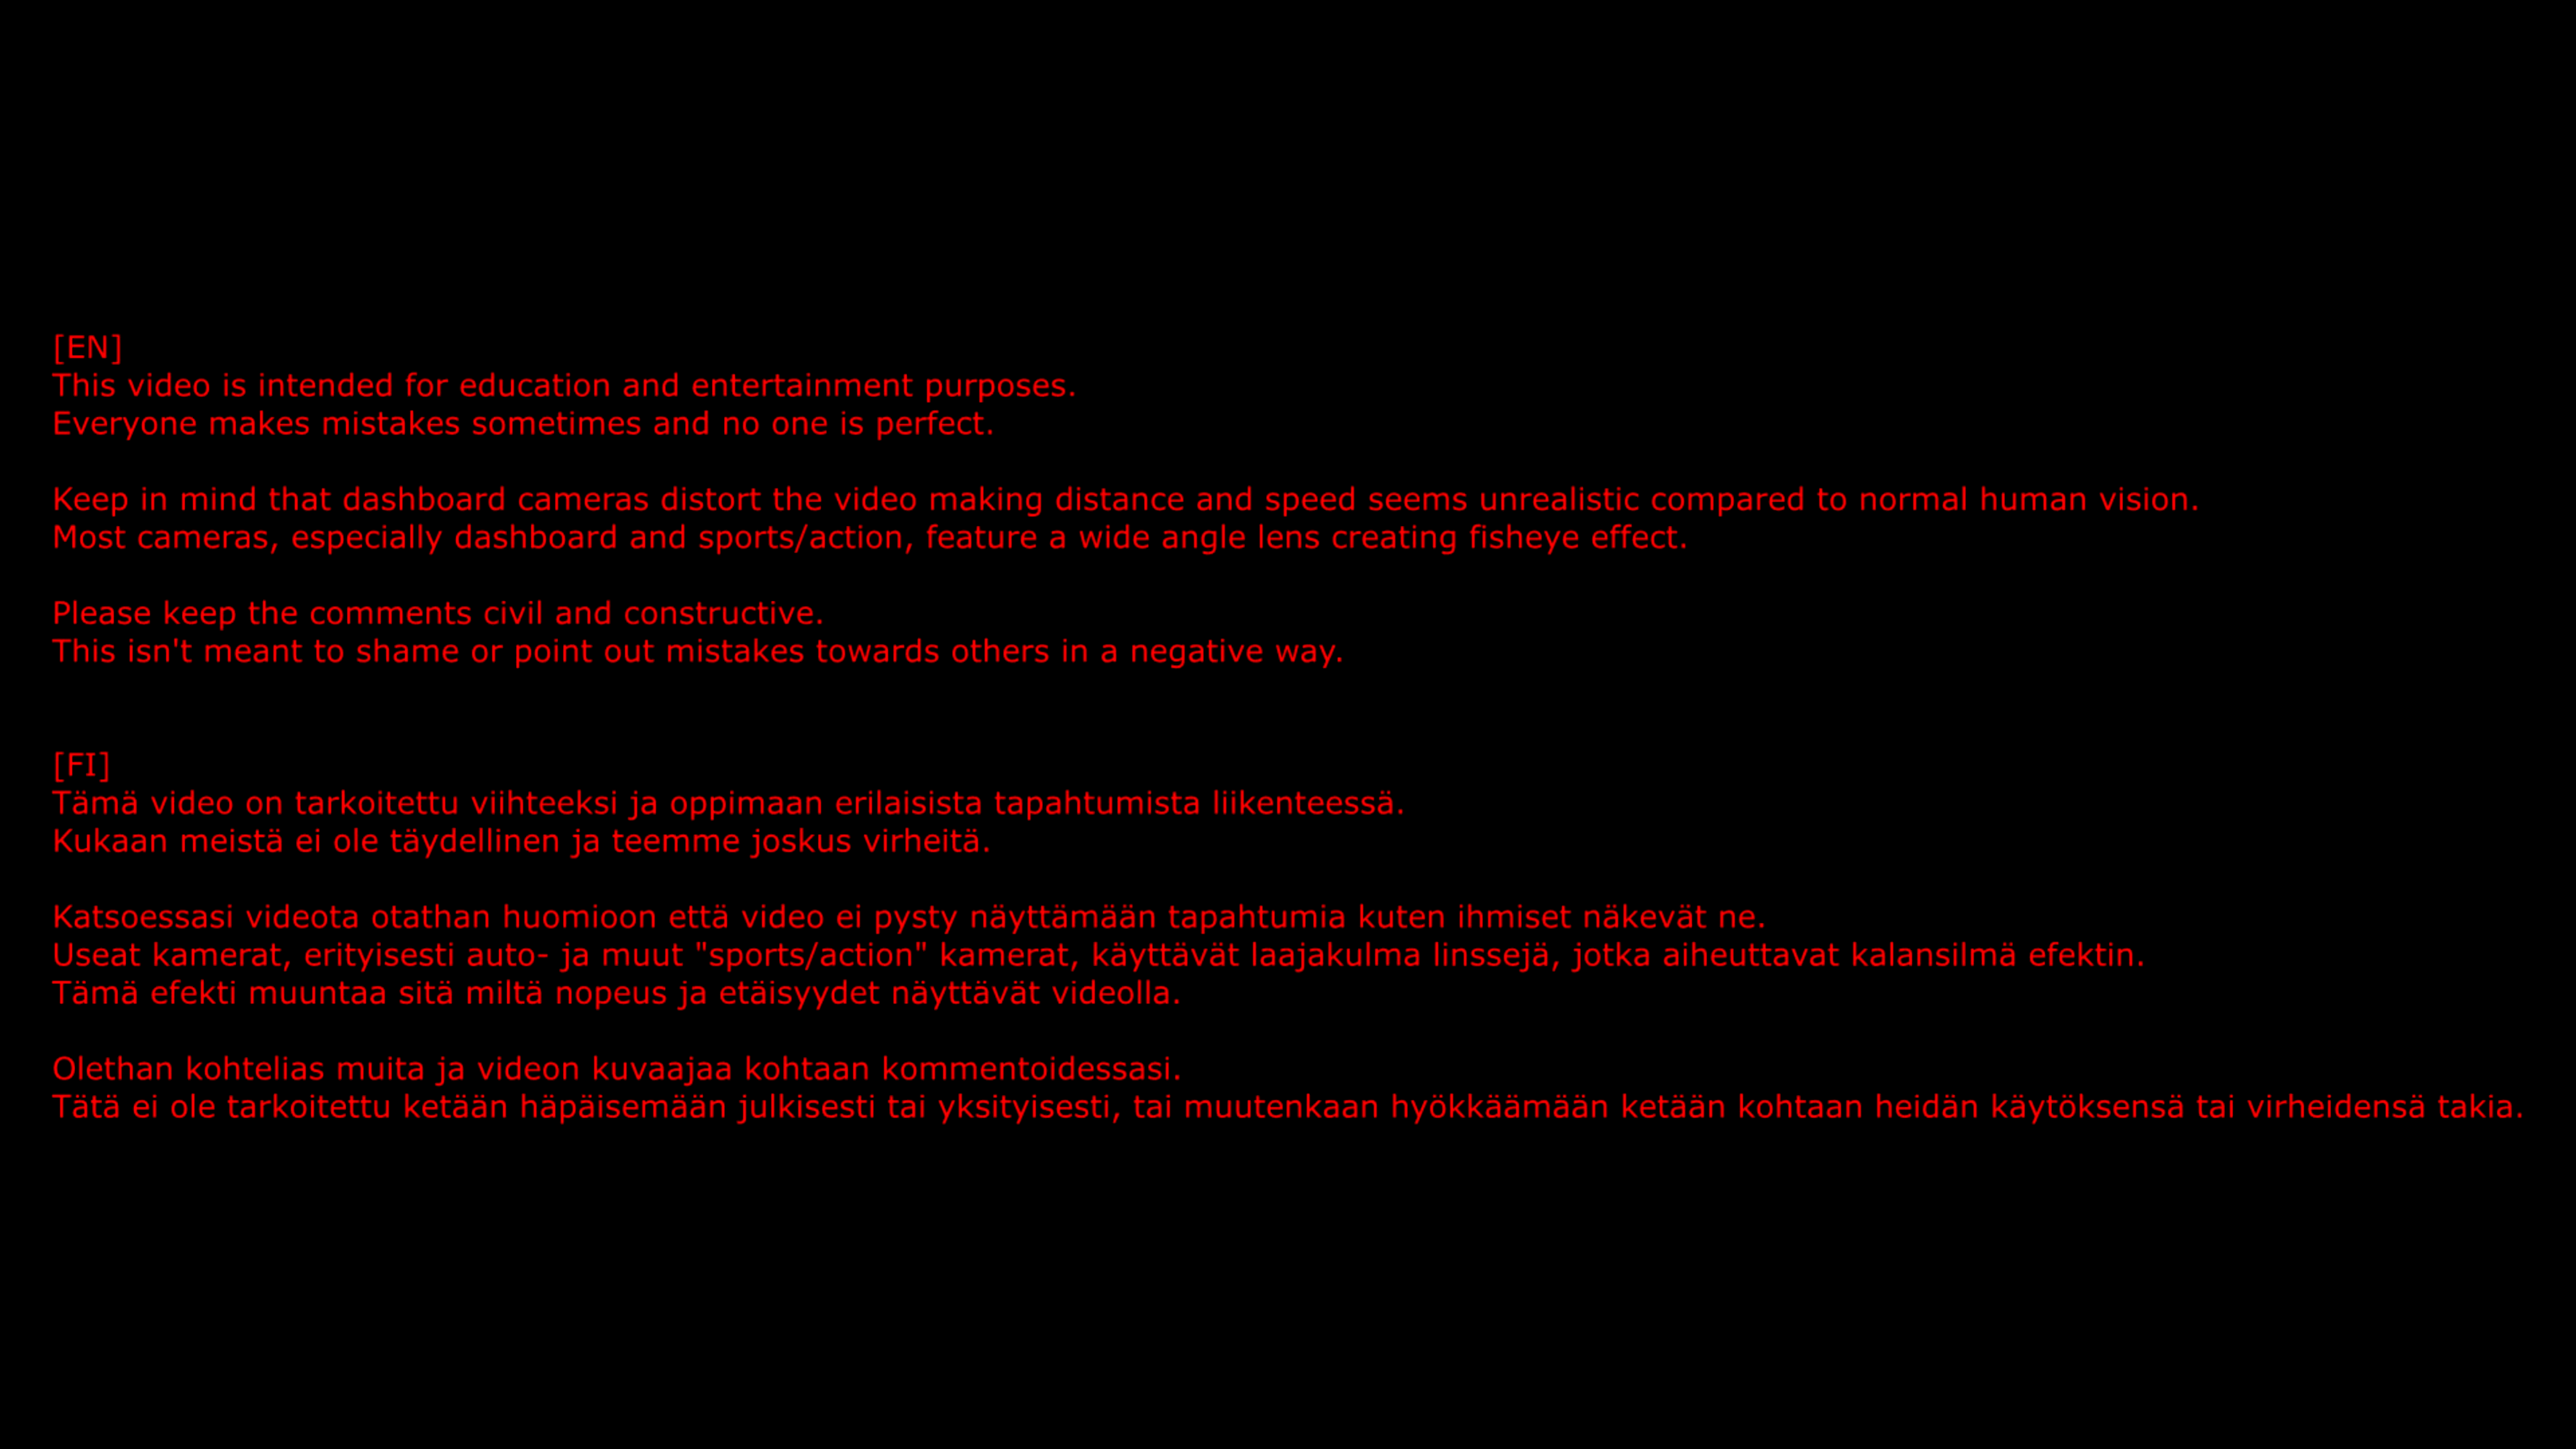 [EN]
This video is intended for education and entertainment purposes.
Everyone makes mistakes sometimes and no one is perfect.
Keep in mind that dashboard cameras distort the video making distance and speed seems unrealistic compared to normal human vision.
Most cameras, especially dashboard and sports/action, feature a wide angle lens creating fisheye effect.
Please keep the comments civil and constructive.
This isn't meant to shame or point out mistakes towards others in a negative way.
[FI]
Tämä video on tarkoitettu viihteeksi ja oppimaan erilaisista tapahtumista liikenteessä.
Kukaan meistä ei ole täydellinen ja teemme joskus virheitä.
Katsoessasi videota otathan huomioon että video ei pysty näyttämään tapahtumia kuten ihmiset näkevät ne.
Useat kamerat, erityisesti auto- ja muut "sports/action" kamerat, käyttävät laajakulma linssejä, jotka aiheuttavat kalansilmä efektin.
Tämä efekti muuntaa sitä miltä nopeus ja etäisyydet näyttävät videolla.
Olethan kohtelias muita ja videon kuvaajaa kohtaan kommentoidessasi.
Tätä ei ole tarkoitettu ketään häpäisemään julkisesti tai yksityisesti, tai muutenkaan hyökkäämään ketään kohtaan heidän käytöksensä tai virheidensä takia.